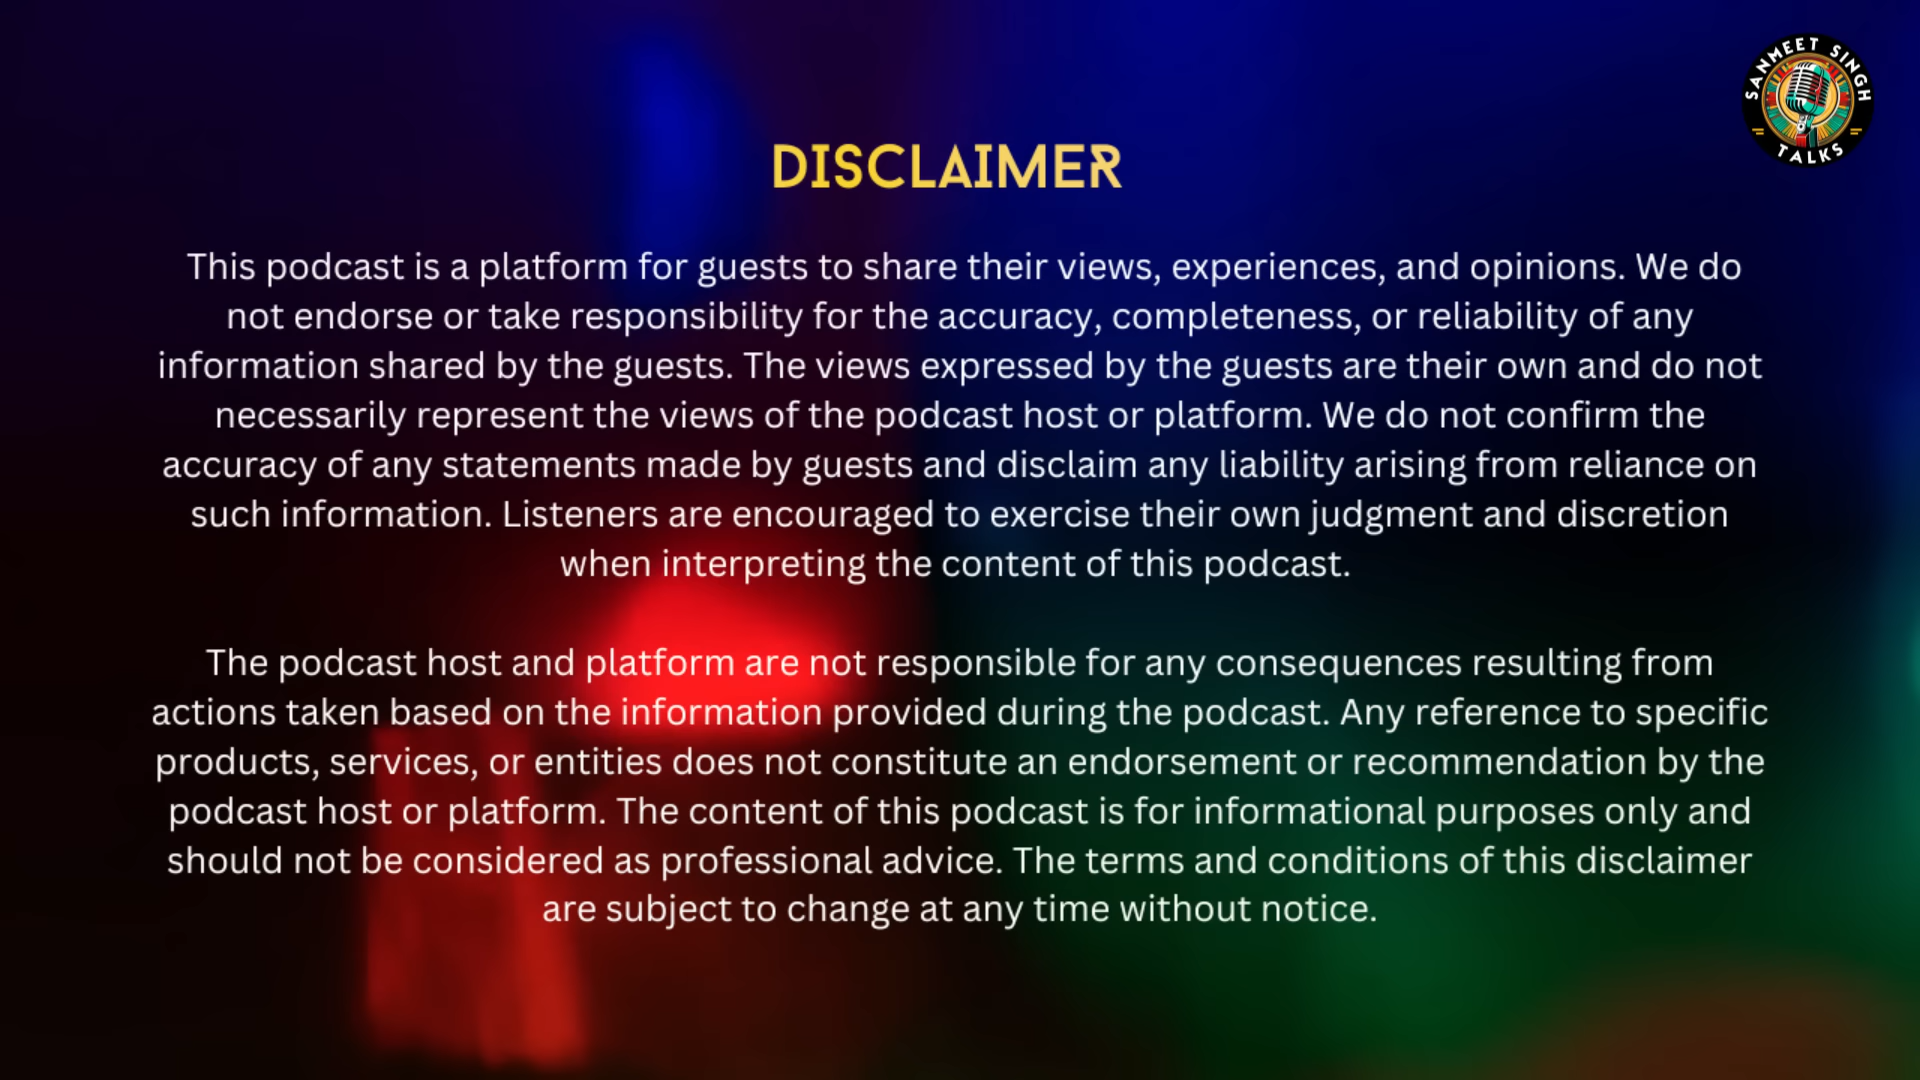 SANMEET SINGH
TALKS
DISCLAIMER
This podcast is a platform for guests to share their views, experiences, and opinions. We do
not endorse or take responsibility for the accuracy, completeness, or reliability of any
information shared by the guests. The views expressed by the guests are their own and do not
necessarily represent the views of the podcast host or platform. We do not confirm the
accuracy of any statements made by guests and disclaim any liability arising from reliance on
such information. Listeners are encouraged to exercise their own judgment and discretion
when interpreting the content of this podcast.
The podcast host and platform are not responsible for any consequences resulting from
actions taken based on the information provided during the podcast. Any reference to specific
products, services, or entities does not constitute an endorsement or recommendation by the
podcast host or platform. The content of this podcast is for informational purposes only and
should not be considered as professional advice. The terms and conditions of this disclaimer
are subject to change at any time without notice.